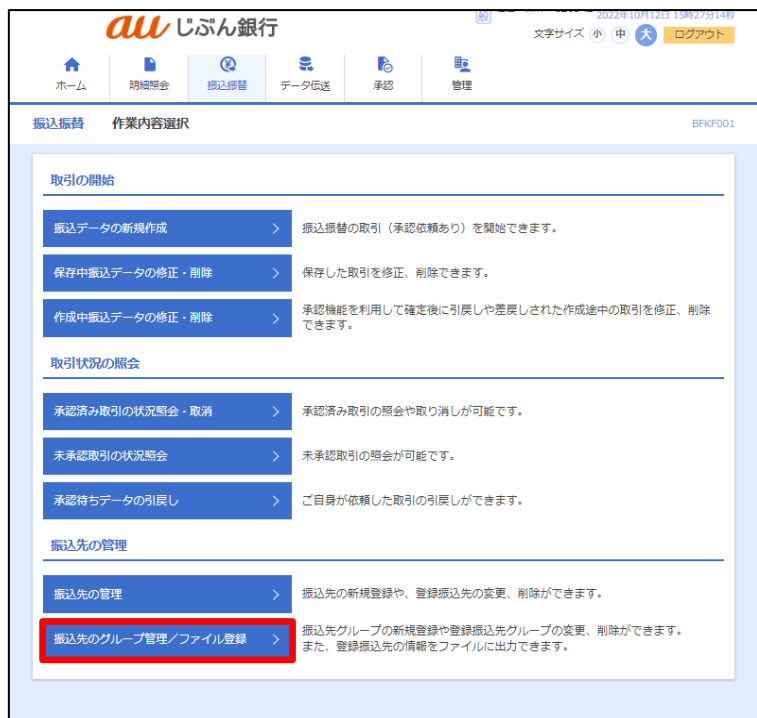 au じぶん銀行
般
2022年10月12日 15時27分14秒
文字サイズ 小 中 大 ログアウト
ホーム 明細照会 振込振替 データ伝送 承認 管理
振込振替 作業内容選択 BFKF001
取引の開始
振込データの新規作成 振込振替の取引（承認依頼あり）を開始できます。
保存中振込データの修正・削除 保存した取引を修正、削除できます。
作成中振込データの修正・削除 承認機能を利用して確定後に引戻しや差戻しされた作成途中の取引を修正、削除
できます。
取引状況の照会
承認済み取引の状況照会・取消 承認済み取引の照会や取り消しが可能です。
未承認取引の状況照会 未承認取引の照会が可能です。
承認待ちデータの引戻し ご自身が依頼した取引の引戻しができます。
振込先の管理
振込先の管理 振込先の新規登録や、登録振込先の変更、削除ができます。
振込先のグループ管理／ファイル登録 振込先グループの新規登録や登録振込先グループの変更、削除ができます。
また、登録振込先の情報をファイルに出力できます。